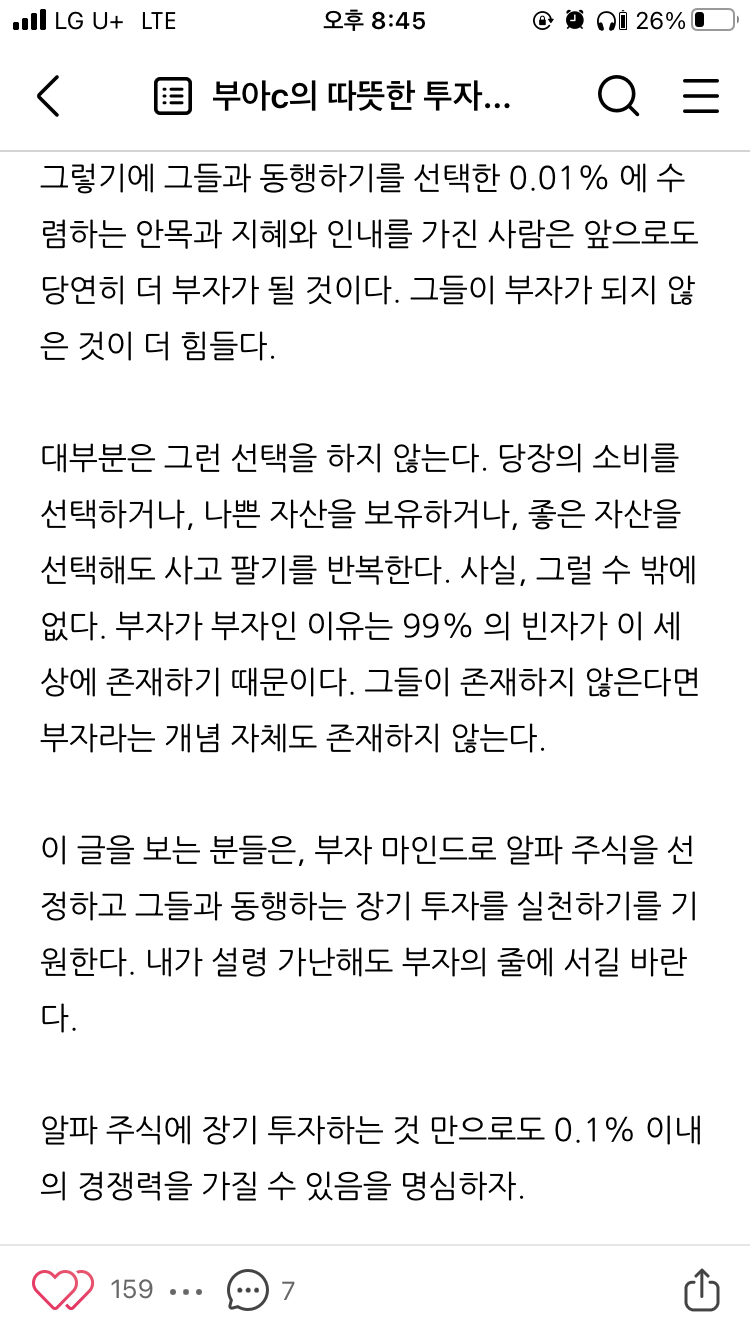 LG U+ LTE 오후 8:45 26%
부아c의 따뜻한 투자...
그렇기에 그들과 동행하기를 선택한 0.01% 에 수
렴하는 안목과 지혜와 인내를 가진 사람은 앞으로도
당연히 더 부자가 될 것이다. 그들이 부자가 되지 않
은 것이 더 힘들다.
대부분은 그런 선택을 하지 않는다. 당장의 소비를
선택하거나, 나쁜 자산을 보유하거나, 좋은 자산을
선택해도 사고 팔기를 반복한다. 사실, 그럴 수 밖에
없다. 부자가 부자인 이유는 99% 의 빈자가 이 세
상에 존재하기 때문이다. 그들이 존재하지 않은다면
부자라는 개념 자체도 존재하지 않는다.
이 글을 보는 분들은, 부자 마인드로 알파 주식을 선
정하고 그들과 동행하는 장기 투자를 실천하기를 기
원한다. 내가 설령 가난해도 부자의 줄에 서길 바란
다.
알파 주식에 장기 투자하는 것 만으로도 0.1% 이내
의 경쟁력을 가질 수 있음을 명심하자.
159 7